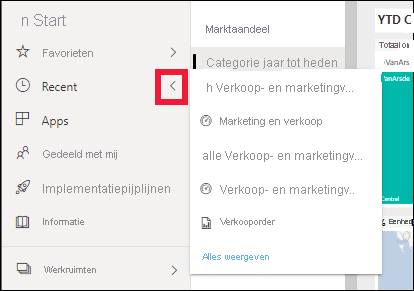 n Start
Favorieten
Recent
Apps
Gedeeld met mij
Implementatiepijplijnen
Informatie
Werkruimten
Marktaandeel
Categorie jaar tot heden
h Verkoop- en marketingv...
Marketing en verkoop
alle Verkoop- en marketingv...
Verkoop- en marketingv...
Verkooporder
Alles weergeven
YTD C
Totaal on
VanArs
VanArsde
Central
Eenhed